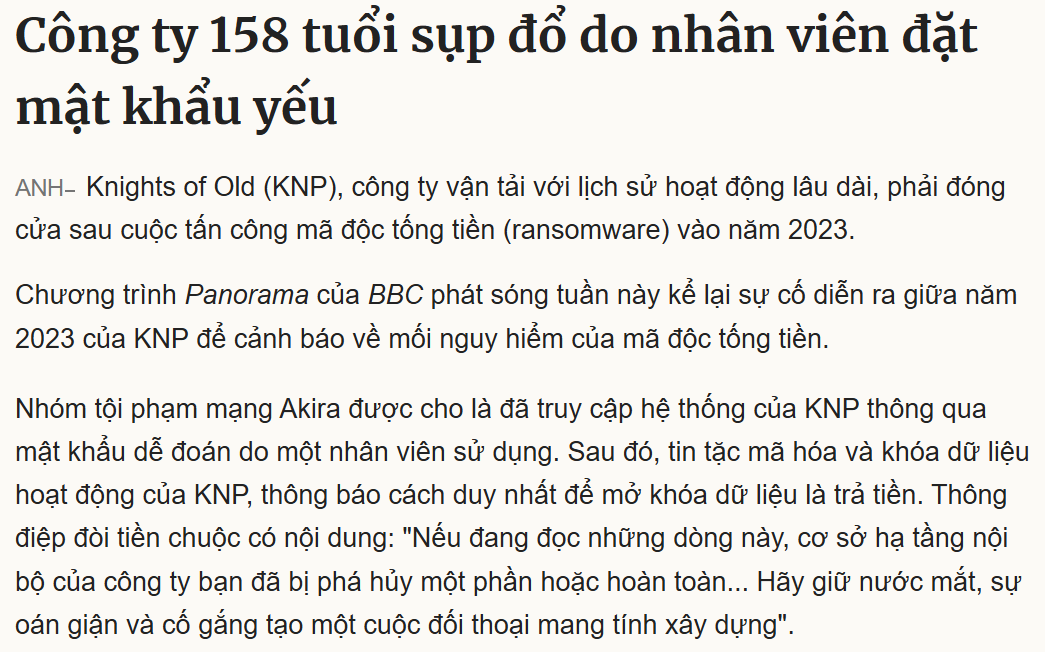 Công ty 158 tuổi sụp đổ do nhân viên đặt
mật khẩu yếu
ANH– Knights of Old (KNP), công ty vận tải với lịch sử hoạt động lâu dài, phải đóng
cửa sau cuộc tấn công mã độc tống tiền (ransomware) vào năm 2023.
Chương trình Panorama của BBC phát sóng tuần này kể lại sự cố diễn ra giữa năm
2023 của KNP để cảnh báo về mối nguy hiểm của mã độc tống tiền.
Nhóm tội phạm mạng Akira được cho là đã truy cập hệ thống của KNP thông qua
mật khẩu dễ đoán do một nhân viên sử dụng. Sau đó, tin tặc mã hóa và khóa dữ liệu
hoạt động của KNP, thông báo cách duy nhất để mở khóa dữ liệu là trả tiền. Thông
điệp đòi tiền chuộc có nội dung: "Nếu đang đọc những dòng này, cơ sở hạ tầng nội
bộ của công ty bạn đã bị phá hủy một phần hoặc hoàn toàn... Hãy giữ nước mắt, sự
oán giận và cố gắng tạo một cuộc đối thoại mang tính xây dựng".